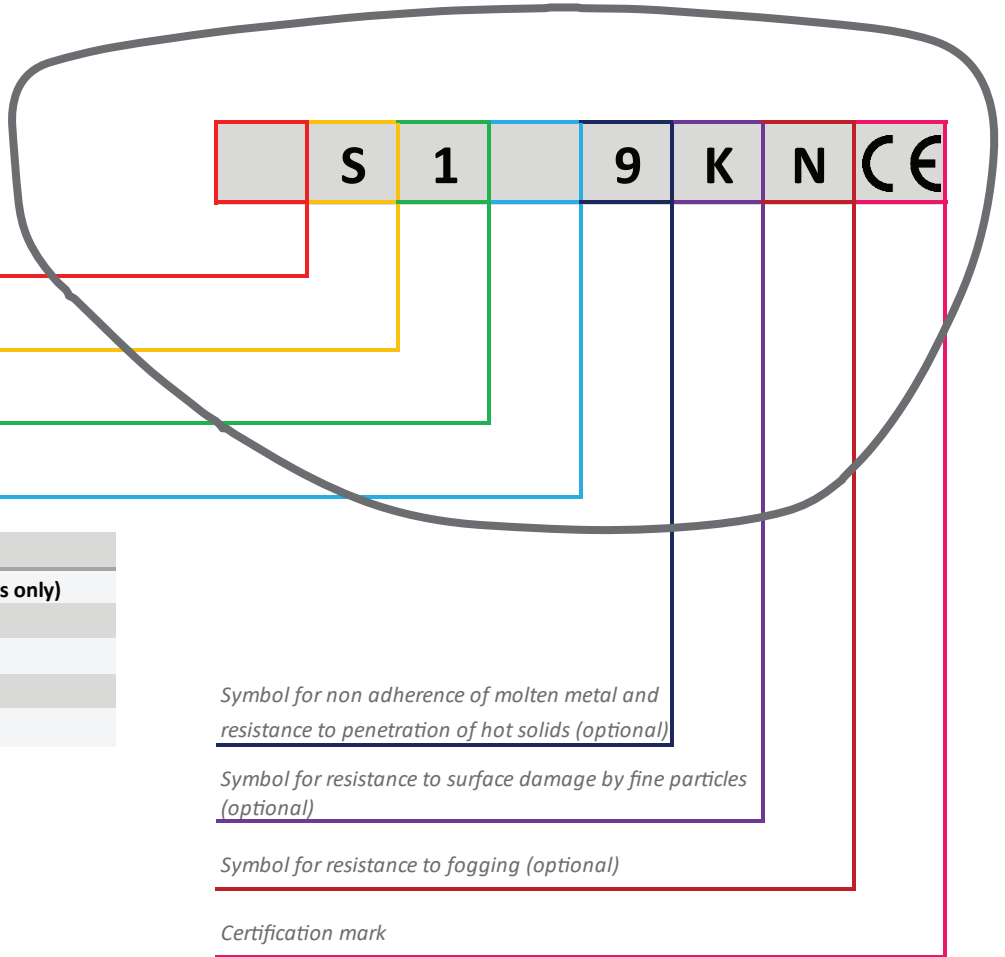 S 1 9 K N CE
s only)
Symbol for non adherence of molten metal and
resistance to penetration of hot solids (optional)
Symbol for resistance to surface damage by fine particles
(optional)
Symbol for resistance to fogging (optional)
Certification mark